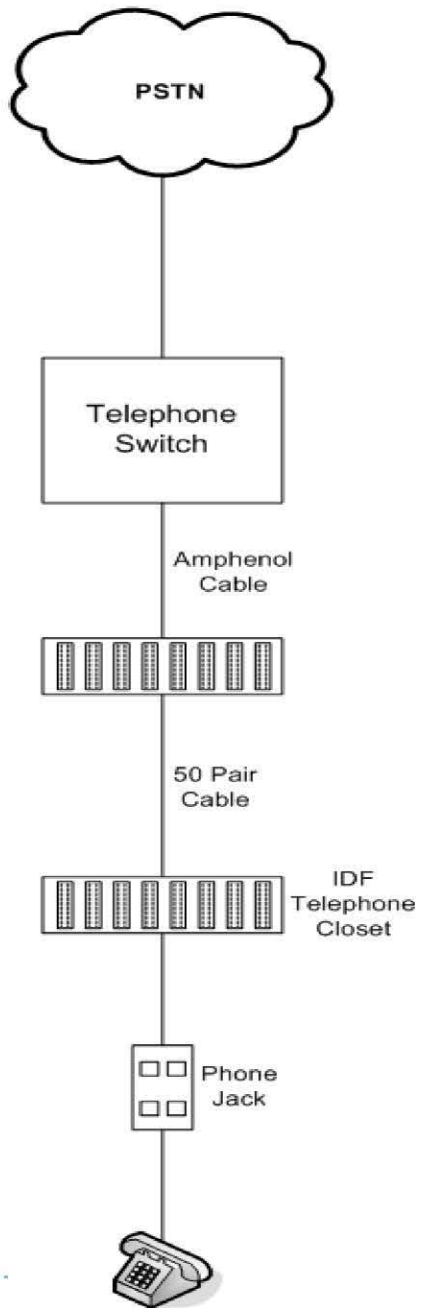 PSTN
Telephone
Switch
Amphenol
Cable
50 Pair
Cable
IDF
Telephone
Closet
Phone
Jack